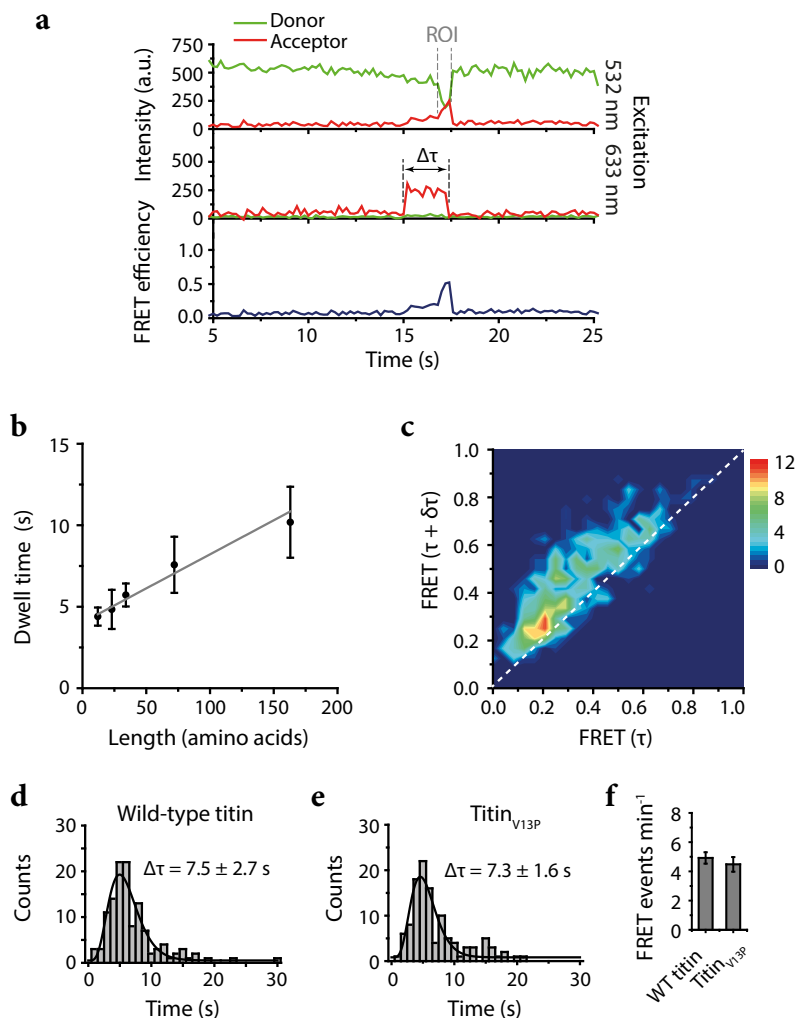 a
Donor
Acceptor
ROI
750
500
250
0
Intensity (a.u.)
532 nm
Excitation
Δτ
500
250
0
633 nm
FRET efficiency
1.0
0.5
0.0
5 10 15 20 25
Time (s)
b
15
10
5
0
Dwell time (s)
0 50 100 150 200
Length (amino acids)
c
1.0
0.8
0.6
0.4
0.2
0.0
FRET (τ + δτ)
0.0 0.2 0.4 0.6 0.8 1.0
FRET (τ)
12
8
4
0
d
Wild-type titin
30
20
10
0
Counts
Δτ = 7.5 ± 2.7 s
0 10 20 30
Time (s)
e
Titin V13P
30
20
10
0
Counts
Δτ = 7.3 ± 1.6 s
0 10 20 30
Time (s)
f
8
6
4
2
0
FRET events min⁻¹
WT titin
Titin V13P